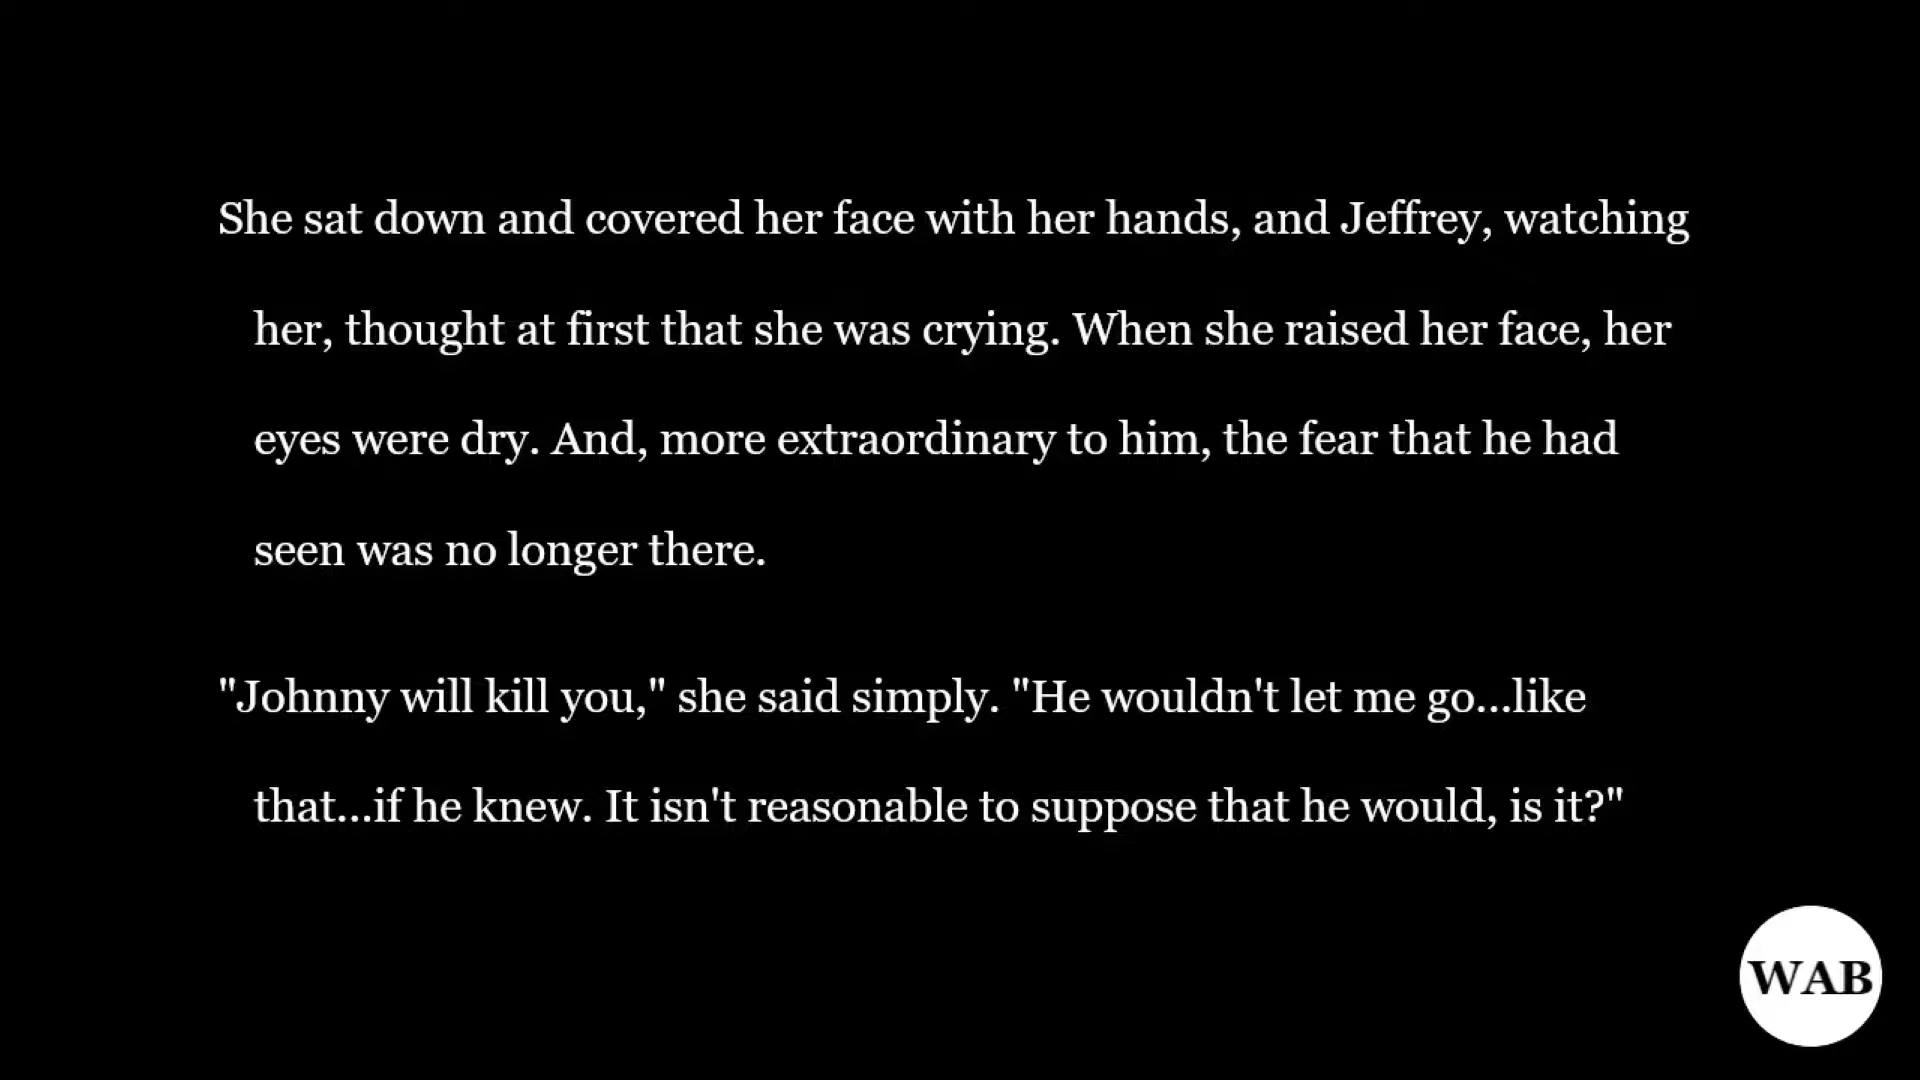 She sat down and covered her face with her hands, and Jeffrey, watching
her, thought at first that she was crying. When she raised her face, her
eyes were dry. And, more extraordinary to him, the fear that he had
seen was no longer there.
"Johnny will kill you," she said simply. "He wouldn't let me go...like
that...if he knew. It isn't reasonable to suppose that he would, is it?"
WAB